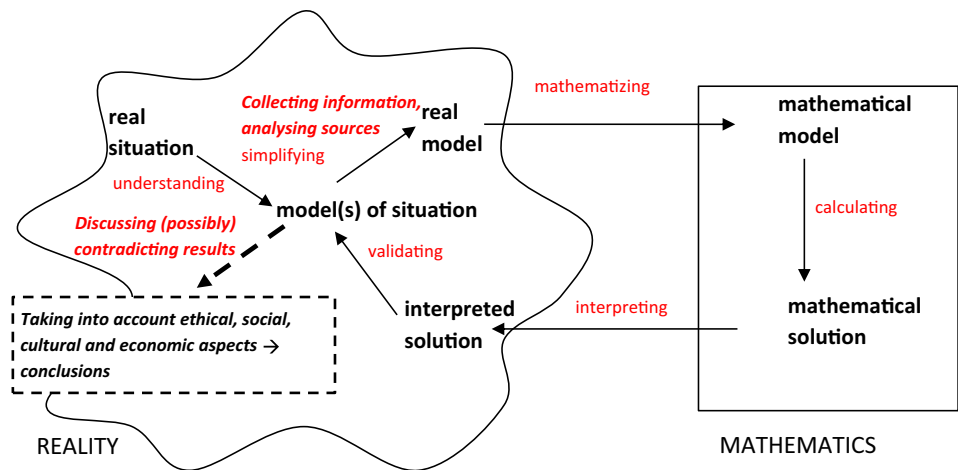 real
situation
Collecting information,
analysing sources
simplifying
real
model
mathematizing
mathematical
model
understanding
model(s) of situation
calculating
Discussing (possibly)
contradicting results
validating
Taking into account ethical, social,
cultural and economic aspects →
conclusions
interpreted
solution
interpreting
mathematical
solution
REALITY
MATHEMATICS